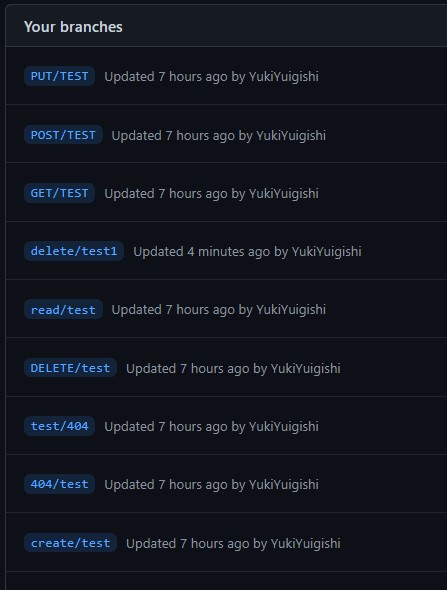 Your branches
PUT/TEST Updated 7 hours ago by YukiYuigishi
POST/TEST Updated 7 hours ago by YukiYuigishi
GET/TEST Updated 7 hours ago by YukiYuigishi
delete/test1 Updated 4 minutes ago by YukiYuigishi
read/test Updated 7 hours ago by YukiYuigishi
DELETE/test Updated 7 hours ago by YukiYuigishi
test/404 Updated 7 hours ago by YukiYuigishi
404/test Updated 7 hours ago by YukiYuigishi
create/test Updated 7 hours ago by YukiYuigishi